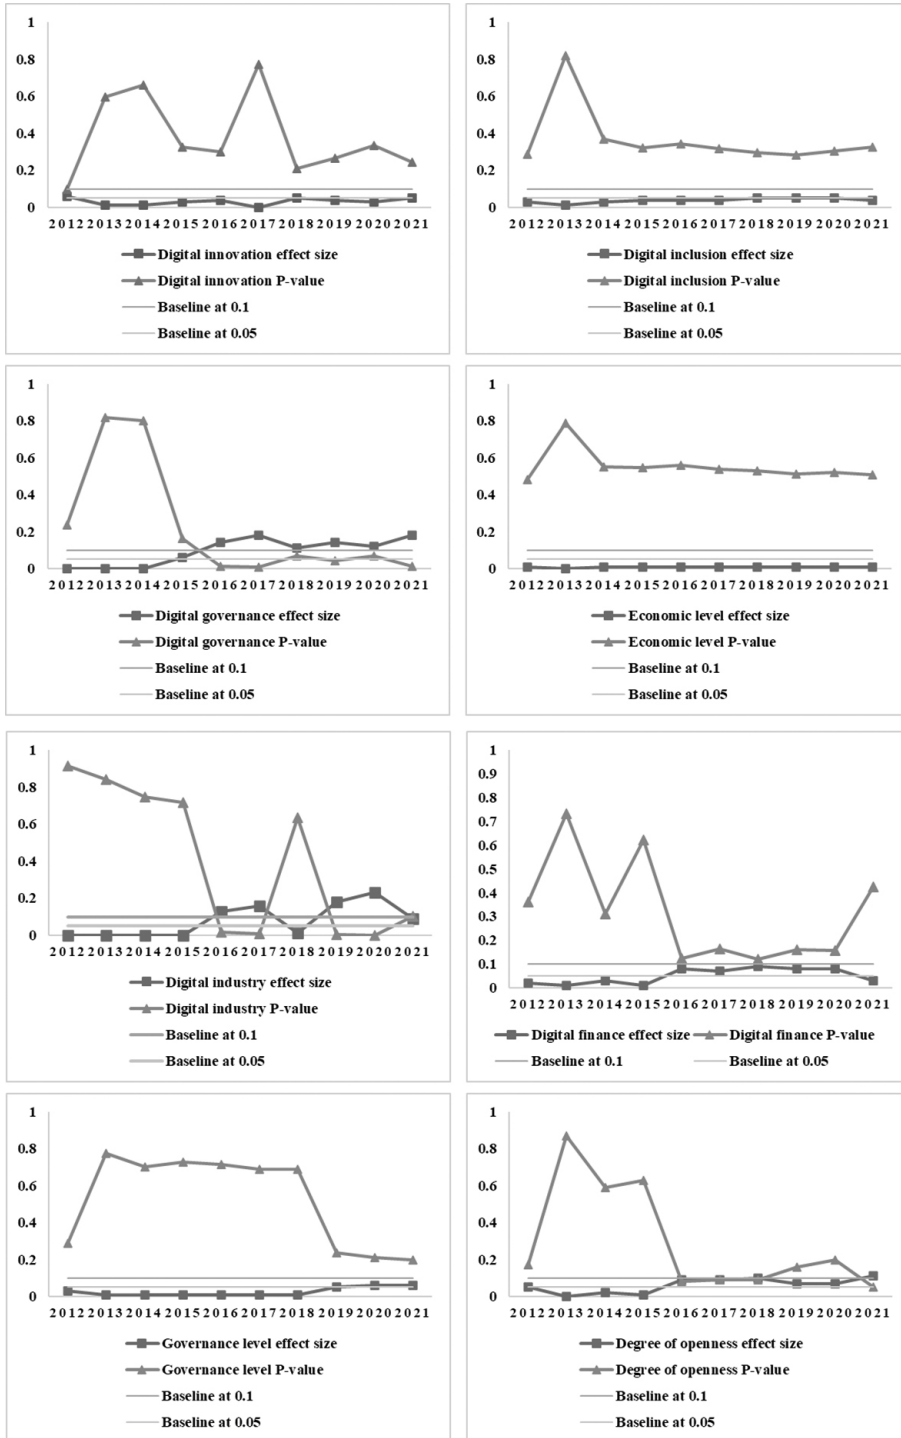 1
0.8
0.6
0.4
0.2
0
2012 2013 2014 2015 2016 2017 2018 2019 2020 2021
Digital innovation effect size
Digital innovation P-value
Baseline at 0.1
Baseline at 0.05
1
0.8
0.6
0.4
0.2
0
2012 2013 2014 2015 2016 2017 2018 2019 2020 2021
Digital inclusion effect size
Digital inclusion P-value
Baseline at 0.1
Baseline at 0.05
1
0.8
0.6
0.4
0.2
0
2012 2013 2014 2015 2016 2017 2018 2019 2020 2021
Digital governance effect size
Digital governance P-value
Baseline at 0.1
Baseline at 0.05
1
0.8
0.6
0.4
0.2
0
2012 2013 2014 2015 2016 2017 2018 2019 2020 2021
Economic level effect size
Economic level P-value
Baseline at 0.1
Baseline at 0.05
1
0.8
0.6
0.4
0.2
0
2012 2013 2014 2015 2016 2017 2018 2019 2020 2021
Digital industry effect size
Digital industry P-value
Baseline at 0.1
Baseline at 0.05
1
0.9
0.8
0.7
0.6
0.5
0.4
0.3
0.2
0.1
0
2012 2013 2014 2015 2016 2017 2018 2019 2020 2021
Digital finance effect size Digital finance P-value
Baseline at 0.1 Baseline at 0.05
1
0.8
0.6
0.4
0.2
0
2012 2013 2014 2015 2016 2017 2018 2019 2020 2021
Governance level effect size
Governance level P-value
Baseline at 0.1
Baseline at 0.05
1
0.8
0.6
0.4
0.2
0
2012 2013 2014 2015 2016 2017 2018 2019 2020 2021
Degree of openness effect size
Degree of openness P-value
Baseline at 0.1
Baseline at 0.05